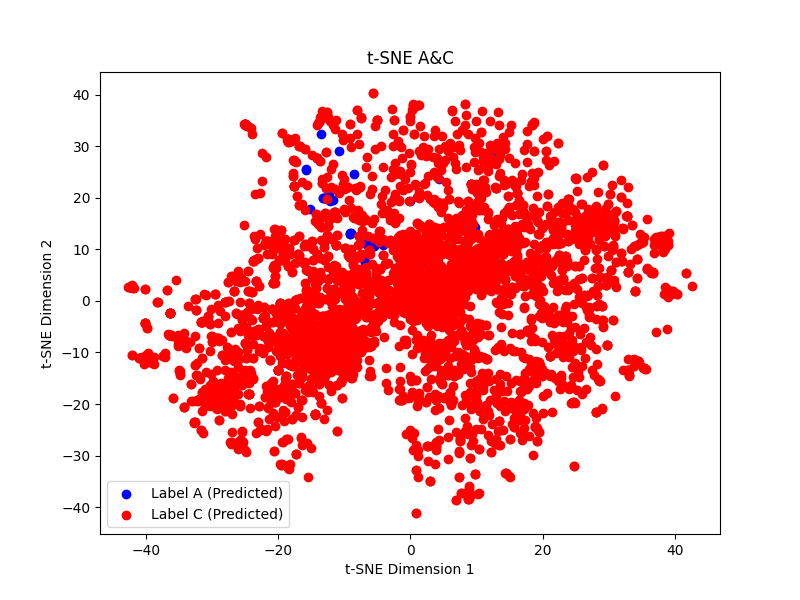 t-SNE A&C
t-SNE Dimension 2
40
30
20
10
0
−10
−20
−30
−40
Label A (Predicted)
Label C (Predicted)
−40
−20
0
20
40
t-SNE Dimension 1